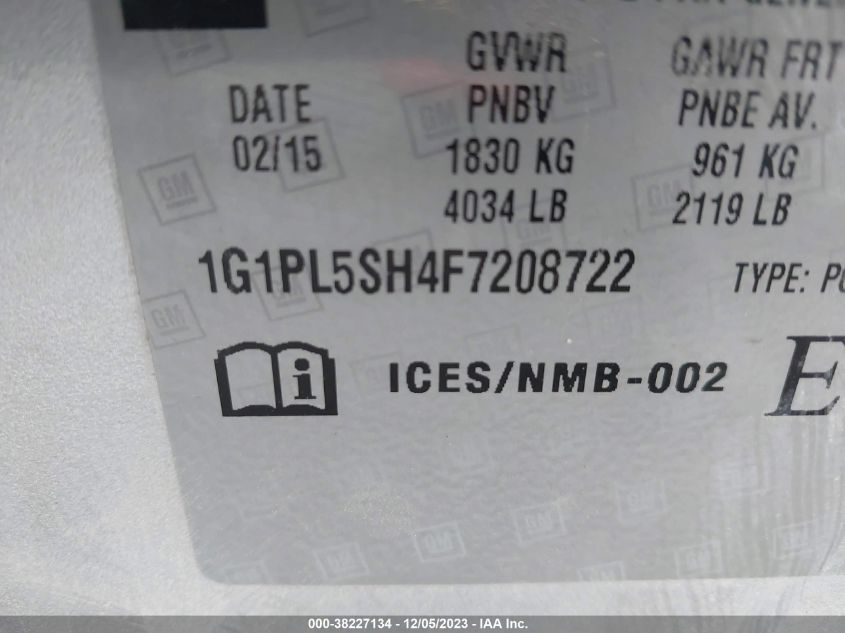 GVWR GAWR FRT
DATE PNBV PNBE AV.
02/15 1830 KG 961 KG
4034 LB 2119 LB
1G1PL5SH4F7208722 TYPE:
i ICES/NMB-002 E
GM
000-38227134 - 12/05/2023 - IAA Inc.